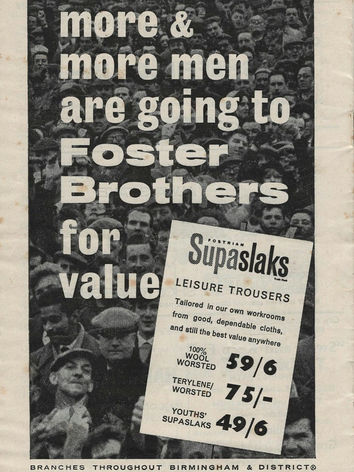 more &
more men
are going to
Foster
Brothers
for
value
FOSTRIAN
Supaslaks
Trade Mark
LEISURE TROUSERS
Tailored in our own workrooms
from good, dependable cloths,
and still the best value anywhere
100%
WOOL
WORSTED 59/6
TERYLENE/
WORSTED 75/-
YOUTHS'
SUPASLAKS 49/6
BRANCHES THROUGHOUT BIRMINGHAM & DISTRICT